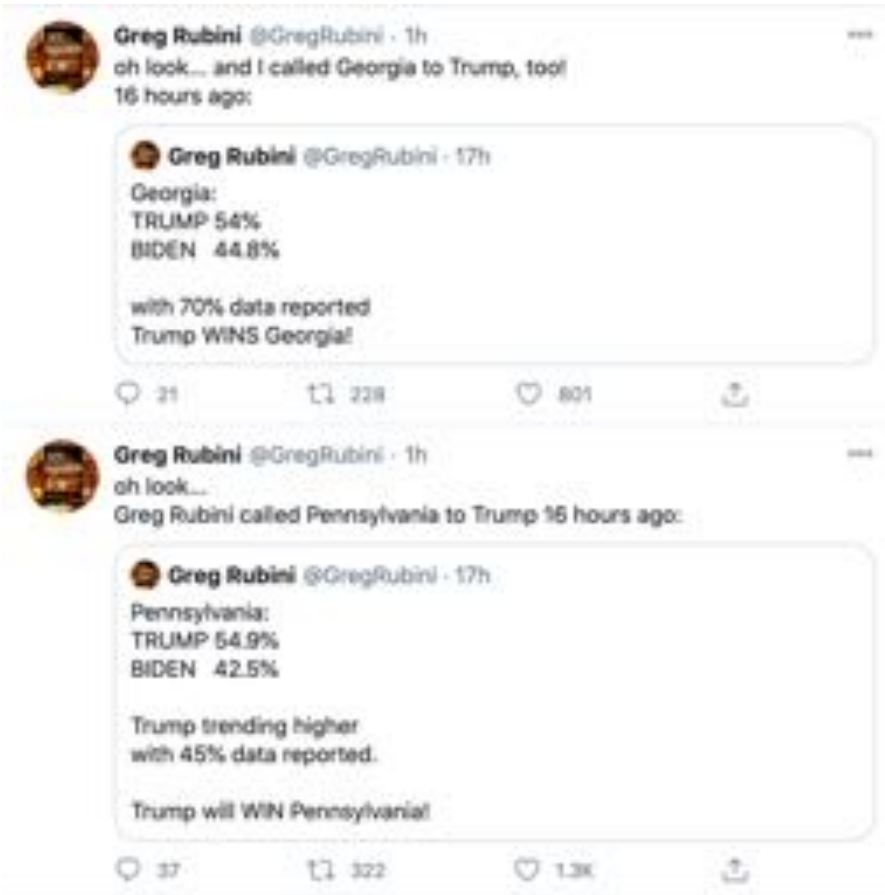 Greg Rubini @GregRubini · 1h
oh look... and I called Georgia to Trump, too!
16 hours ago:
Greg Rubini @GregRubini · 17h
Georgia:
TRUMP 54%
BIDEN 44.8%
with 70% data reported
Trump WINS Georgia!
21 228 801
Greg Rubini @GregRubini · 1h
oh look...
Greg Rubini called Pennsylvania to Trump 16 hours ago:
Greg Rubini @GregRubini · 17h
Pennsylvania:
TRUMP 54.9%
BIDEN 42.5%
Trump trending higher
with 45% data reported.
Trump will WIN Pennsylvania!
37 322 1.3K